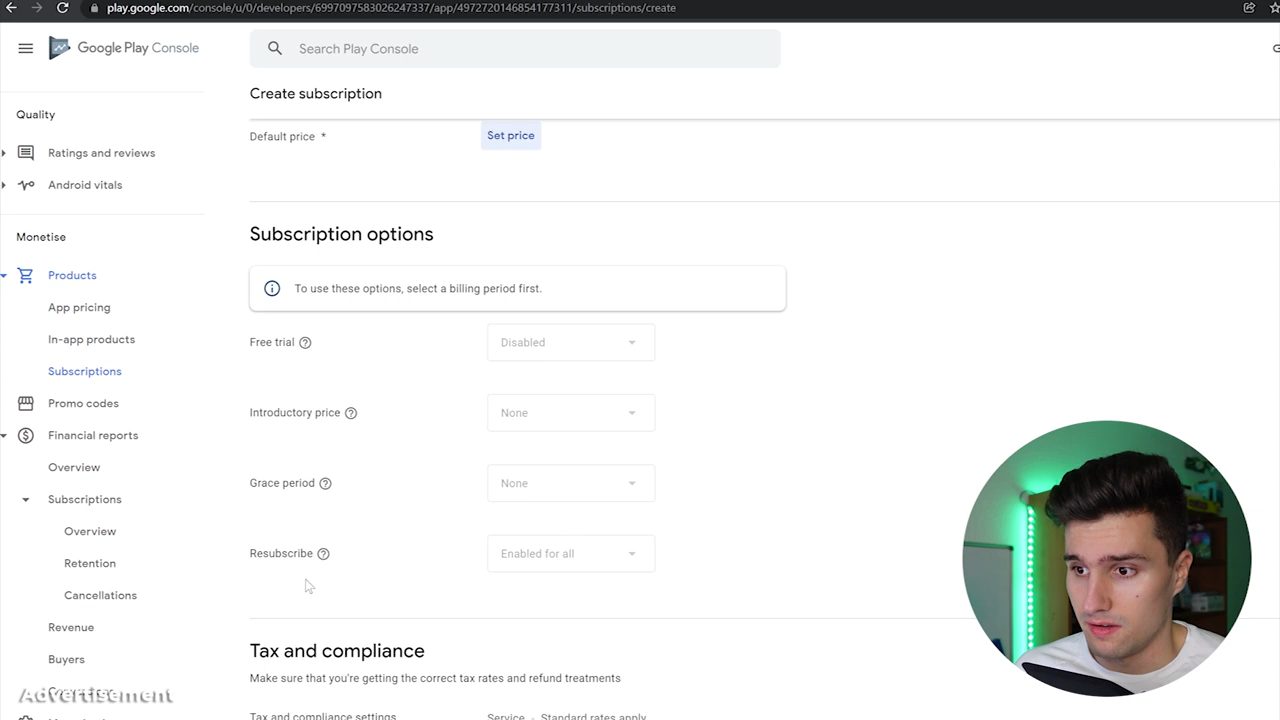 play.google.com/console/u/0/developers/6997097583026247337/app/4972720146854177311/subscriptions/create
Google Play Console
Search Play Console
Create subscription
Quality
Ratings and reviews
Android vitals
Monetise
Products
App pricing
In-app products
Subscriptions
Promo codes
Financial reports
Overview
Subscriptions
Overview
Retention
Cancellations
Revenue
Buyers
Advertisement
Default price *
Set price
Subscription options
To use these options, select a billing period first.
Free trial
Disabled
Introductory price
None
Grace period
None
Resubscribe
Enabled for all
Tax and compliance
Make sure that you're getting the correct tax rates and refund treatments
Tax and compliance settings
Service
Standard rates apply